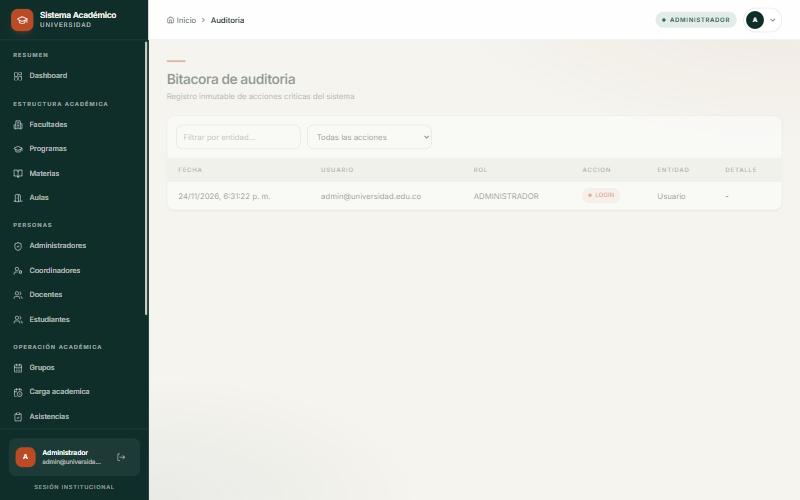 Sistema Académico
UNIVERSIDAD
RESUMEN
Dashboard
ESTRUCTURA ACADÉMICA
Facultades
Programas
Materias
Aulas
PERSONAS
Administradores
Coordinadores
Docentes
Estudiantes
OPERACIÓN ACADÉMICA
Grupos
Carga academica
Asistencias
A
Administrador
admin@universida...
SESIÓN INSTITUCIONAL
Inicio > Auditoria
ADMINISTRADOR
A
Bitacora de auditoria
Registro inmutable de acciones criticas del sistema
Filtrar por entidad... Todas las acciones
FECHA USUARIO ROL ACCION ENTIDAD DETALLE
24/11/2026, 6:31:22 p. m. admin@universidad.edu.co ADMINISTRADOR LOGIN Usuario -